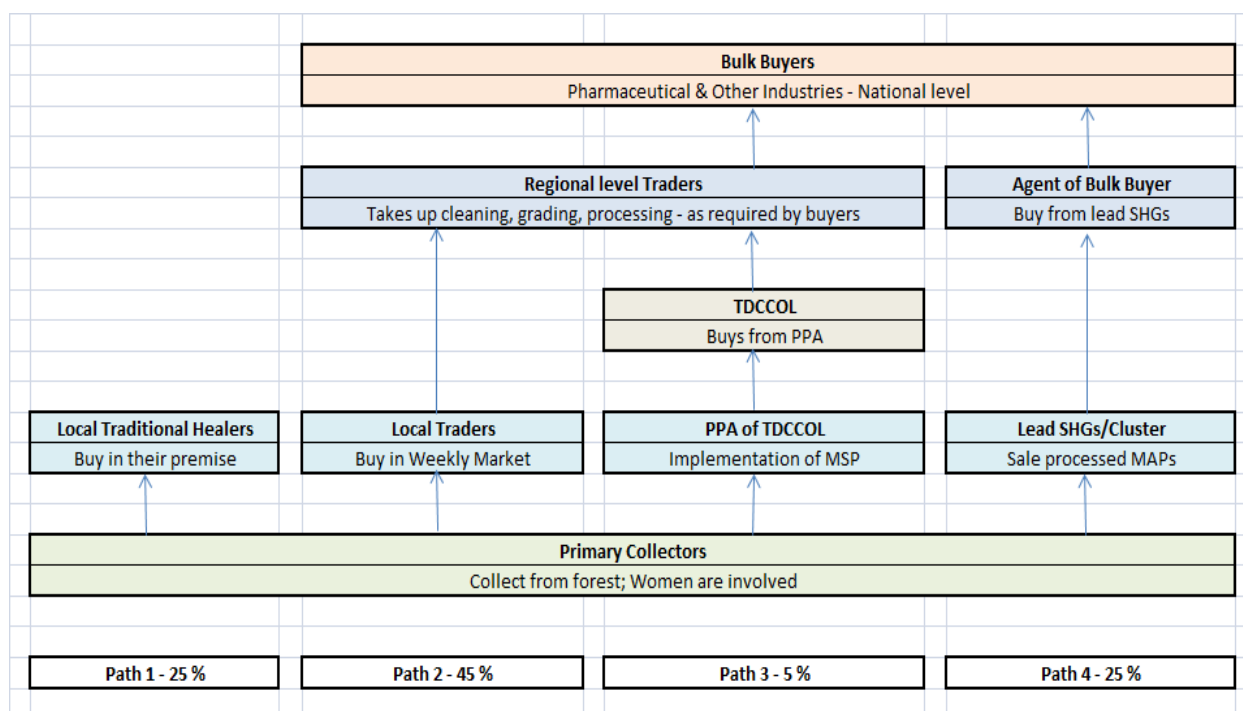 Bulk Buyers
Pharmaceutical & Other Industries - National level
Regional level Traders
Takes up cleaning, grading, processing - as required by buyers
Agent of Bulk Buyer
Buy from lead SHGs
TDCCOL
Buys from PPA
Local Traditional Healers
Buy in their premise
Local Traders
Buy in Weekly Market
PPA of TDCCOL
Implementation of MSP
Lead SHGs/Cluster
Sale processed MAPs
Primary Collectors
Collect from forest; Women are involved
Path 1 - 25 %
Path 2 - 45 %
Path 3 - 5 %
Path 4 - 25 %